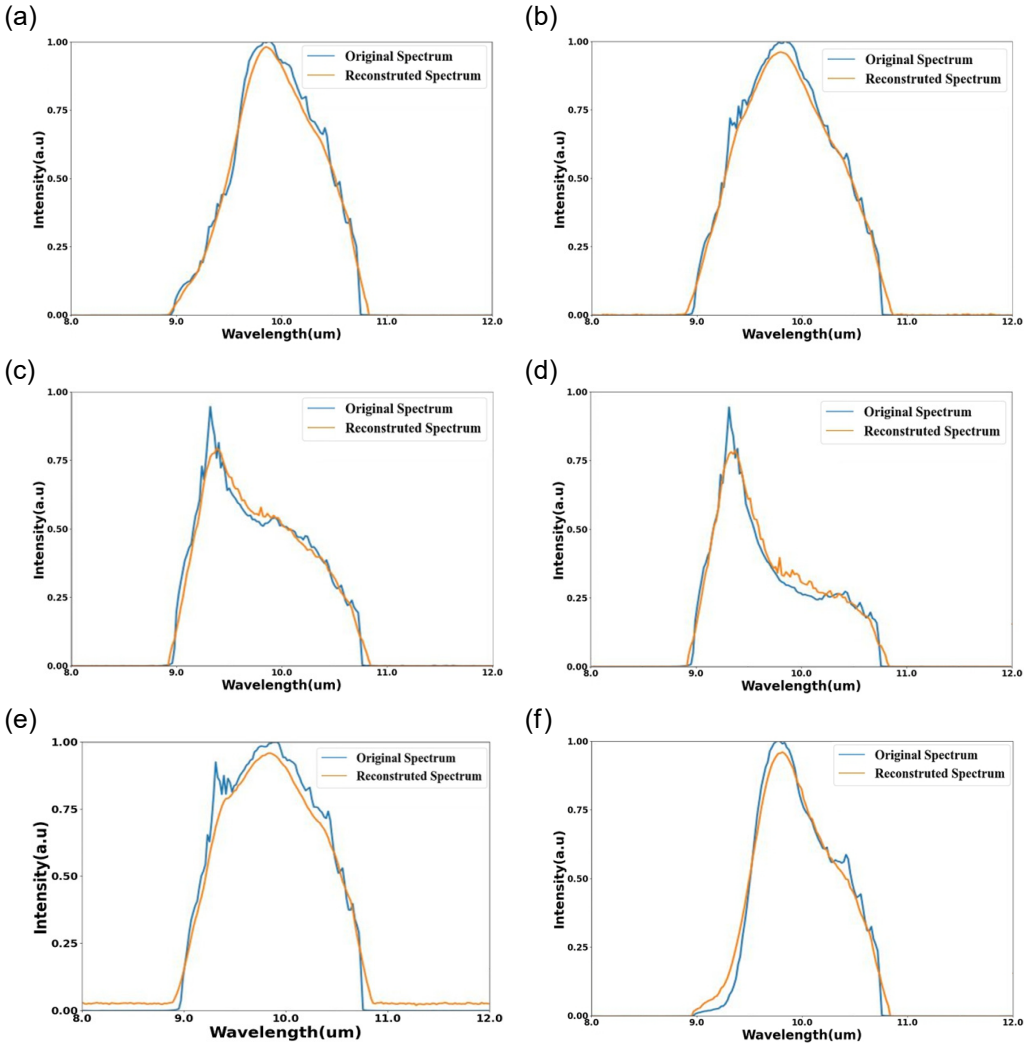 (a)
1.00
0.75
0.50
0.25
0.00
Intensity(a.u)
Original Spectrum
Reconstruted Spectrum
8.0 9.0 10.0 11.0 12.0
Wavelength(um)
(b)
1.00
0.75
0.50
0.25
0.00
Intensity(a.u)
Original Spectrum
Reconstruted Spectrum
8.0 9.0 10.0 11.0 12.0
Wavelength(um)
(c)
1.00
0.75
0.50
0.25
0.00
Intensity(a.u)
Original Spectrum
Reconstruted Spectrum
8.0 9.0 10.0 11.0 12.0
Wavelength(um)
(d)
1.00
0.75
0.50
0.25
0.00
Intensity(a.u)
Original Spectrum
Reconstruted Spectrum
8.0 9.0 10.0 11.0 12.0
Wavelength(um)
(e)
1.00
0.75
0.50
0.25
0.00
Intensity(a.u)
Original Spectrum
Reconstruted Spectrum
8.0 9.0 10.0 11.0 12.0
Wavelength(um)
(f)
1.00
0.75
0.50
0.25
0.00
Intensity(a.u)
Original Spectrum
Reconstruted Spectrum
8.0 9.0 10.0 11.0 12.0
Wavelength(um)